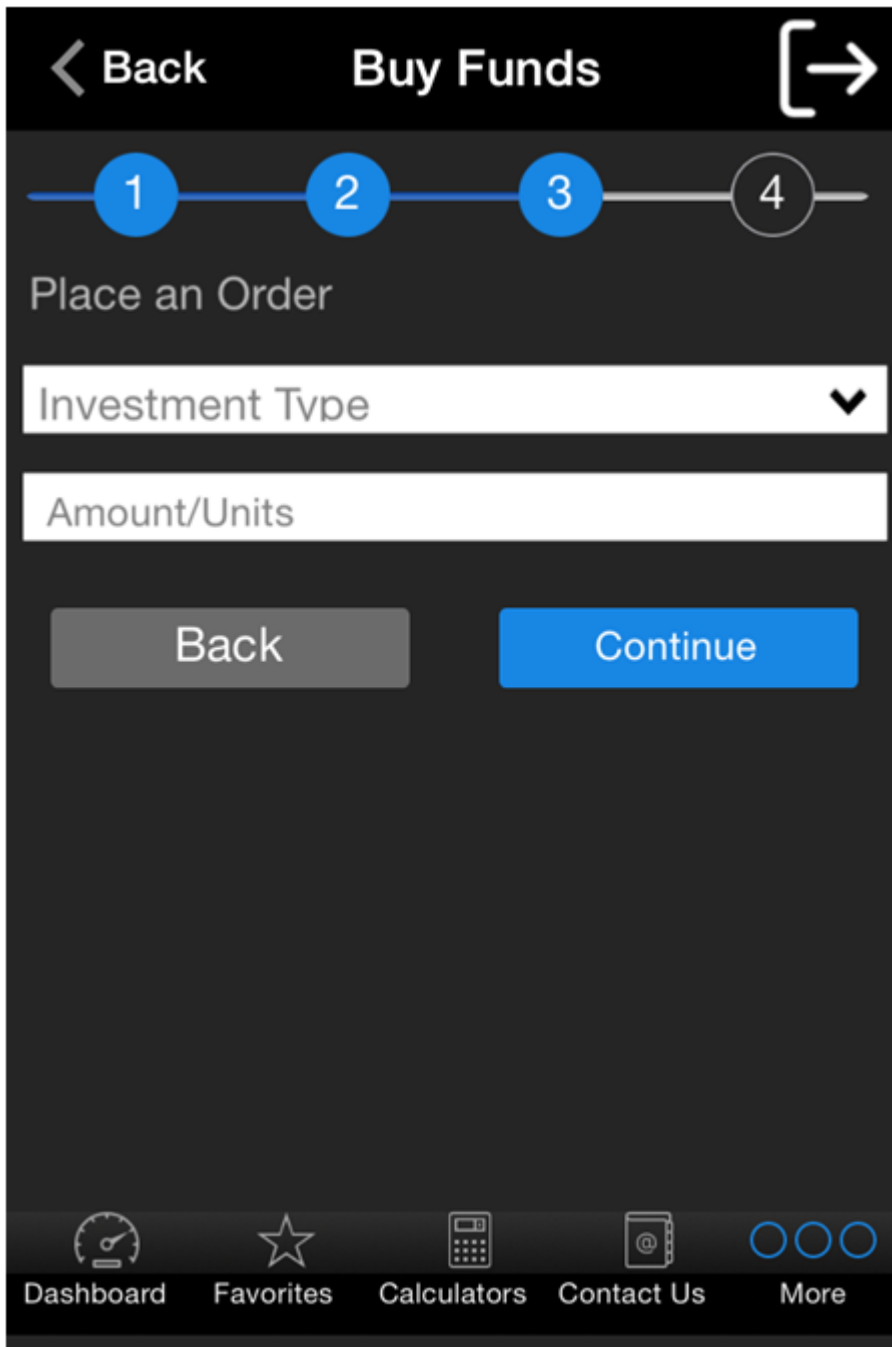 Back Buy Funds
1 2 3 4
Place an Order
Investment Type
Amount/Units
Back Continue
@
Dashboard Favorites Calculators Contact Us More